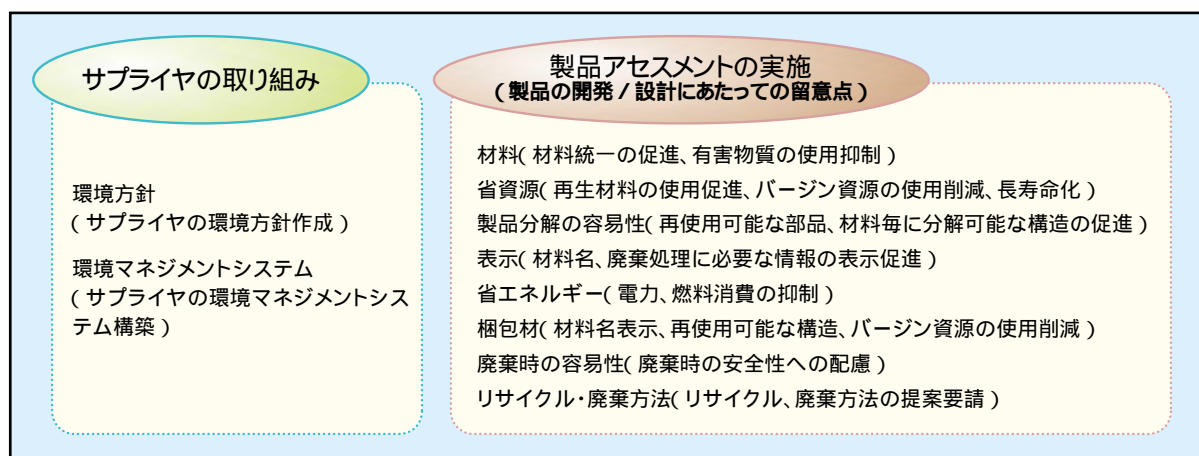 サプライヤの取り組み
環境方針
(サプライヤの環境方針作成)
環境マネジメントシステム
(サプライヤの環境マネジメントシス
テム構築)
製品アセスメントの実施
(製品の開発/設計にあたっての留意点)
材料(材料統一の促進、有害物質の使用抑制)
省資源(再生材料の使用促進、バージン資源の使用削減、長寿命化)
製品分解の容易性(再使用可能な部品、材料毎に分解可能な構造の促進)
表示(材料名、廃棄処理に必要な情報の表示促進)
省エネルギー(電力、燃料消費の抑制)
梱包材(材料名表示、再使用可能な構造、バージン資源の使用削減)
廃棄時の容易性(廃棄時の安全性への配慮)
リサイクル・廃棄方法(リサイクル、廃棄方法の提案要請)